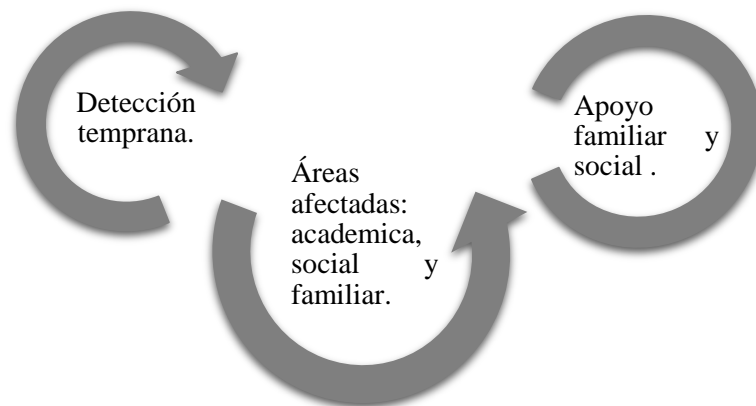 Detección
temprana.
Áreas
afectadas:
academica,
social y
familiar.
Apoyo
familiar y
social .